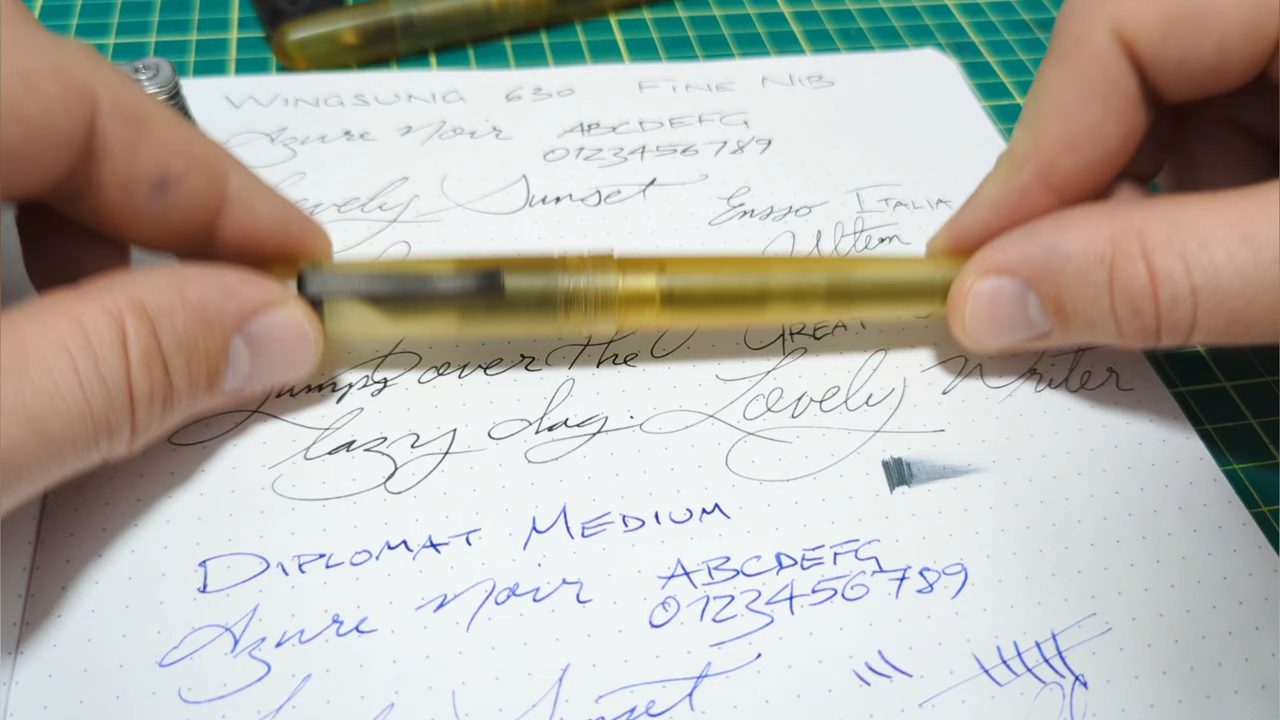 WINGSUNG 630 FINE NIB
Azure Noir ABCDEFG
0123456789
Lovely Sunset
Ensso ITALIA
Ultem
Jumps over the GREAT
lazy dog. Lovely Writer
DIPLOMAT MEDIUM
Azure Noir ABCDEFG
0123456789
Sunset